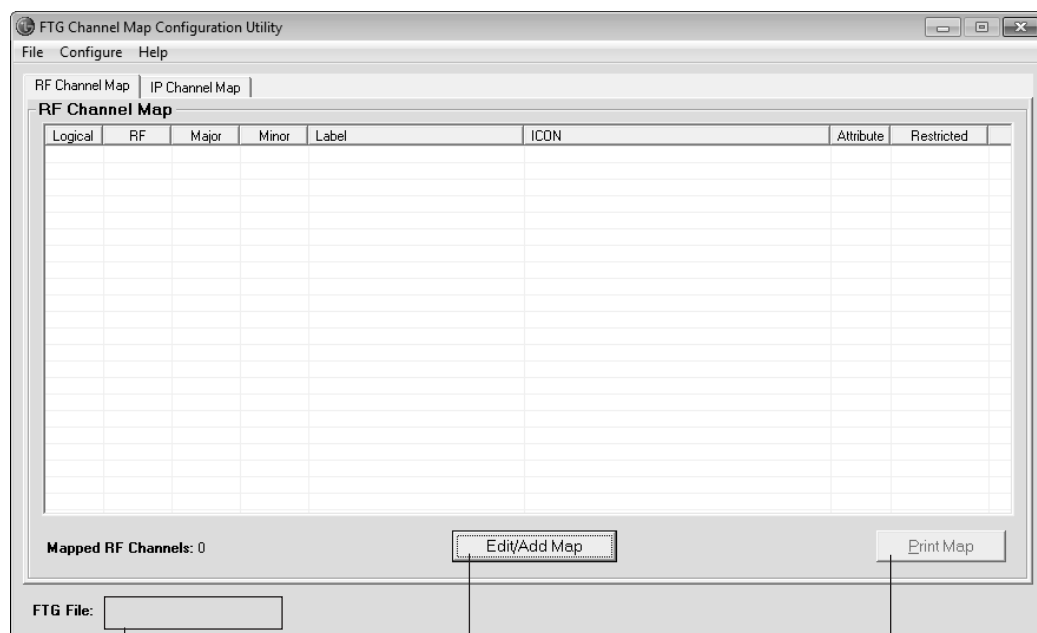 FTG Channel Map Configuration Utility
File Configure Help
RF Channel Map IP Channel Map
RF Channel Map
Logical RF Major Minor Label ICON Attribute Restricted
Mapped RF Channels: 0 Edit/Add Map Print Map
FTG File: